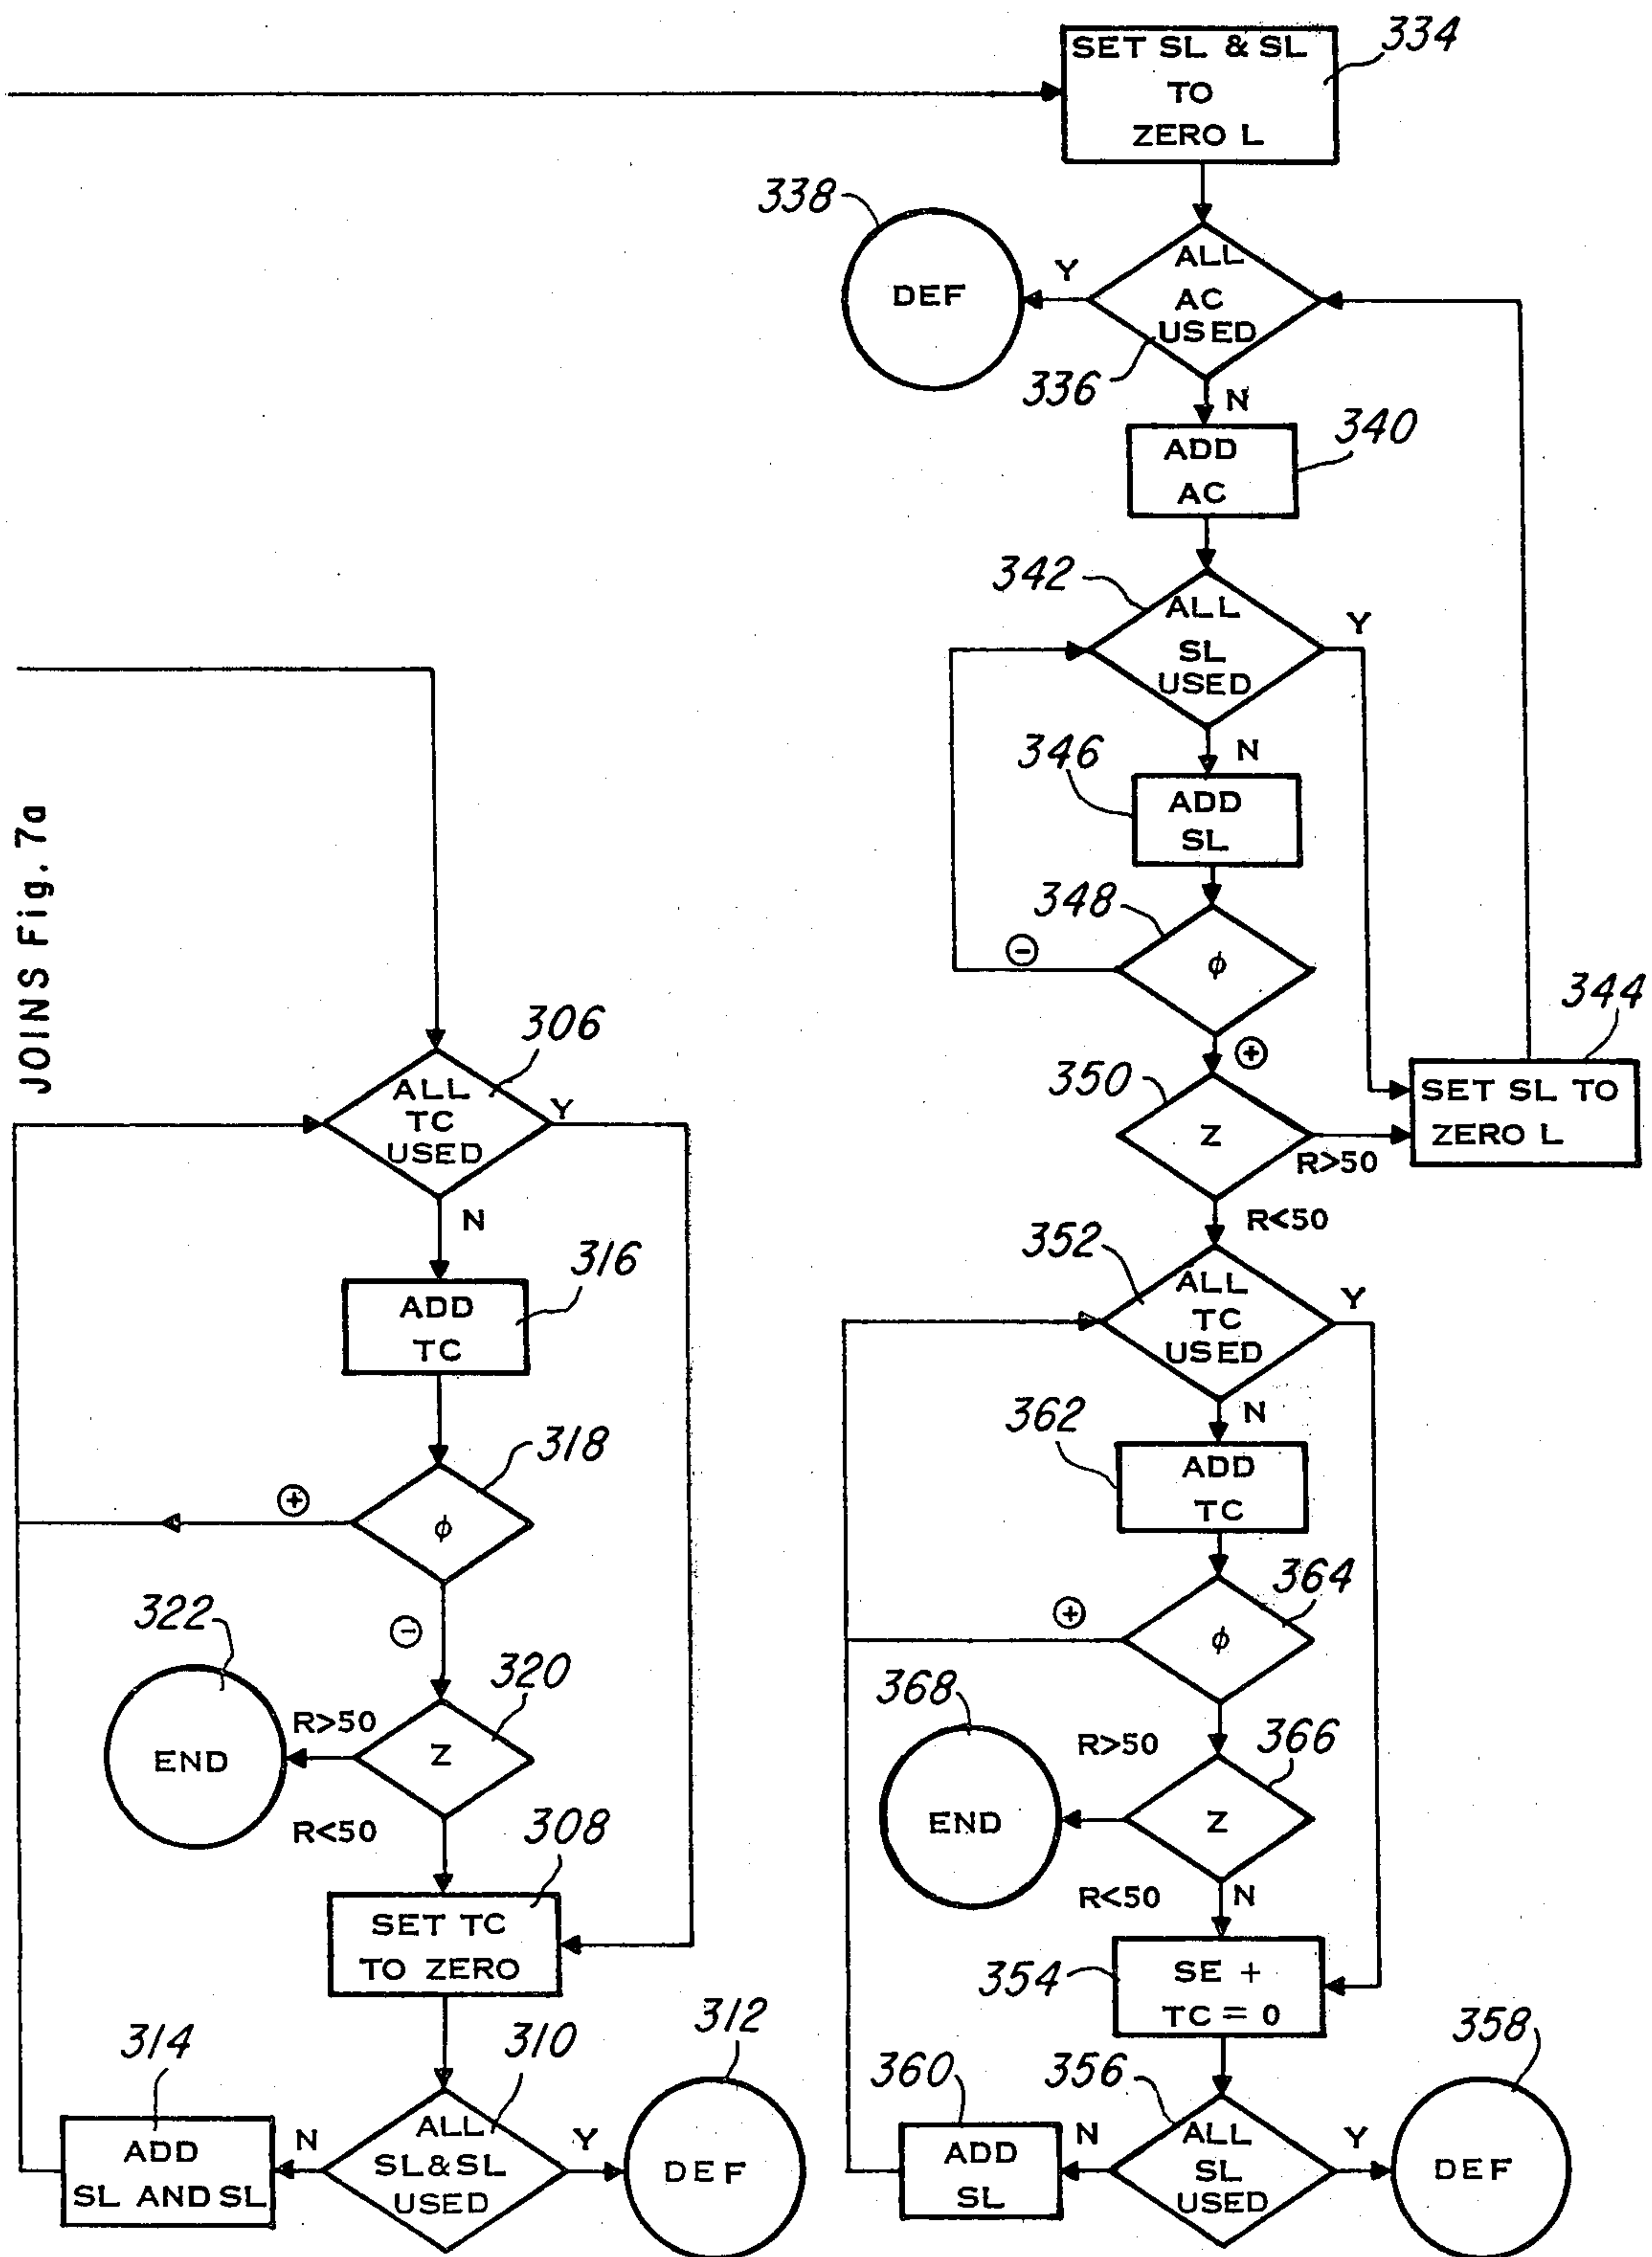 SET SL & SL
TO
ZERO L
334
338
DEF
Y
ALL
AC
USED
336
N
ADD
AC
340
342
ALL
SL
USED
Y
N
346
ADD
SL
348
ϕ
⊖
⊕
350
Z
R>50
344
SET SL TO
ZERO L
R<50
352
ALL
TC
USED
Y
N
362
ADD
TC
364
ϕ
⊕
368
END
R>50
366
Z
R<50
N
354
SE +
TC = 0
360
ADD
SL
N
356
ALL
SL
USED
Y
358
DEF
JOINS Fig. 7a
306
ALL
TC
USED
Y
N
316
ADD
TC
318
ϕ
⊕
⊖
322
END
R>50
320
Z
R<50
308
SET TC
TO ZERO
314
ADD
SL AND SL
N
310
ALL
SL&SL
USED
Y
312
DEF